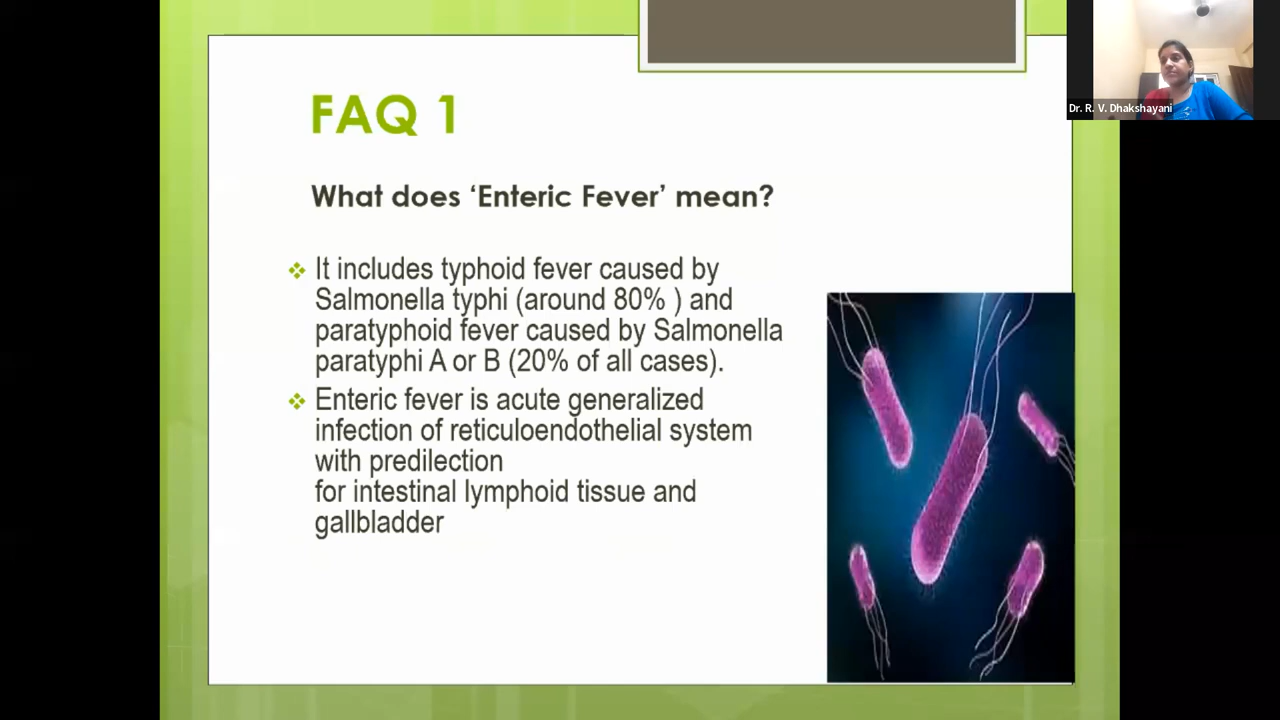 FAQ 1
What does ‘Enteric Fever’ mean?
It includes typhoid fever caused by
Salmonella typhi (around 80% ) and
paratyphoid fever caused by Salmonella
paratyphi A or B (20% of all cases).
Enteric fever is acute generalized
infection of reticuloendothelial system
with predilection
for intestinal lymphoid tissue and
gallbladder
Dr. R. V. Dhakshayani